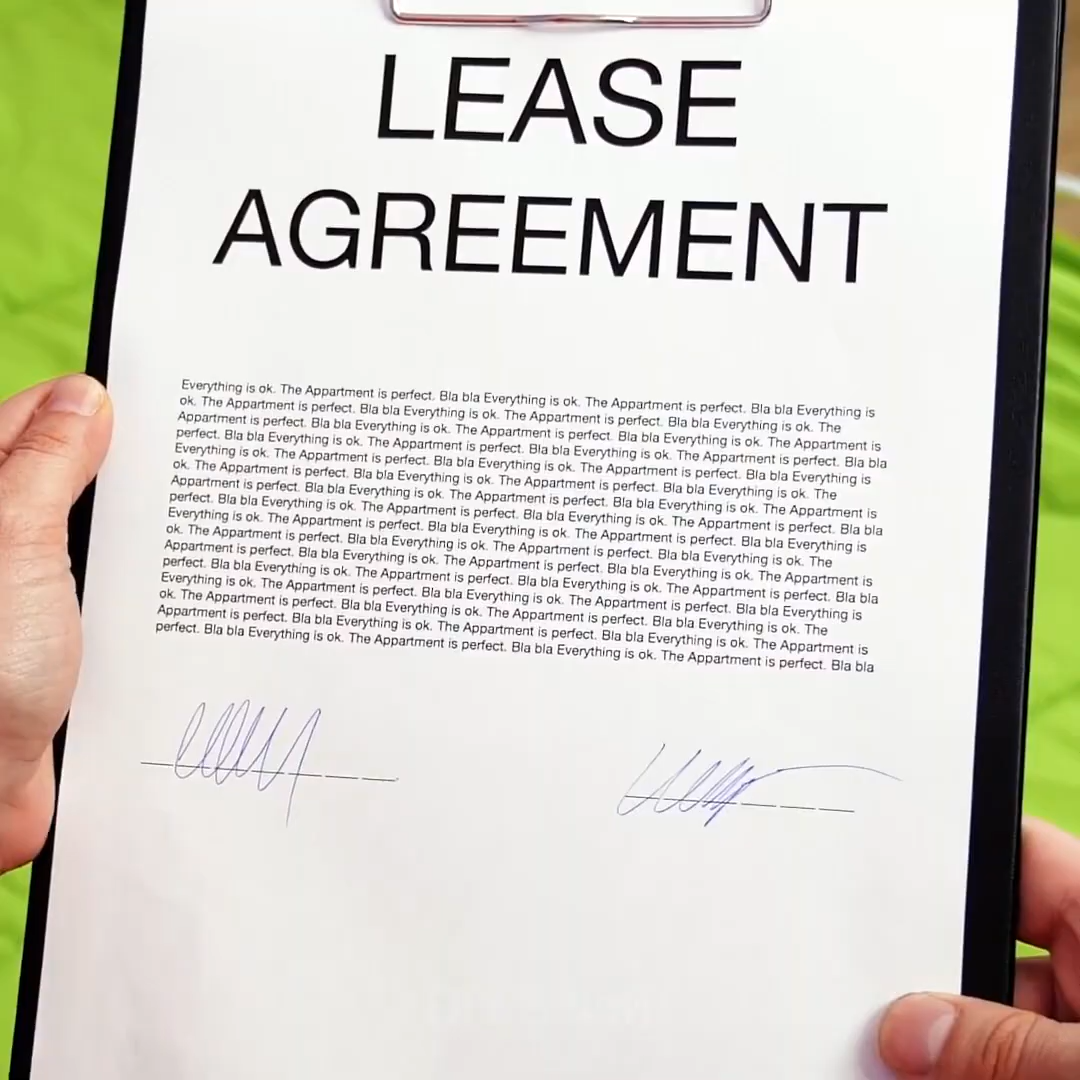 LEASE
AGREEMENT
Everything is ok. The Appartment is perfect. Bla bla Everything is ok. The Appartment is perfect. Bla bla Everything is
ok. The Appartment is perfect. Bla bla Everything is ok. The Appartment is perfect. Bla bla Everything is ok. The
Appartment is perfect. Bla bla Everything is ok. The Appartment is perfect. Bla bla Everything is ok. The Appartment is
perfect. Bla bla Everything is ok. The Appartment is perfect. Bla bla Everything is ok. The Appartment is perfect. Bla bla
Everything is ok. The Appartment is perfect. Bla bla Everything is ok. The Appartment is perfect. Bla bla Everything is
ok. The Appartment is perfect. Bla bla Everything is ok. The Appartment is perfect. Bla bla Everything is ok. The
Appartment is perfect. Bla bla Everything is ok. The Appartment is perfect. Bla bla Everything is ok. The Appartment is
perfect. Bla bla Everything is ok. The Appartment is perfect. Bla bla Everything is ok. The Appartment is perfect. Bla bla
Everything is ok. The Appartment is perfect. Bla bla Everything is ok. The Appartment is perfect. Bla bla Everything is
ok. The Appartment is perfect. Bla bla Everything is ok. The Appartment is perfect. Bla bla Everything is ok. The
Appartment is perfect. Bla bla Everything is ok. The Appartment is perfect. Bla bla Everything is ok. The Appartment is
perfect. Bla bla Everything is ok. The Appartment is perfect. Bla bla Everything is ok. The Appartment is perfect. Bla bla
Everything is ok. The Appartment is perfect. Bla bla Everything is ok. The Appartment is perfect. Bla bla Everything is
ok. The Appartment is perfect. Bla bla Everything is ok. The Appartment is perfect. Bla bla Everything is ok. The
Appartment is perfect. Bla bla Everything is ok. The Appartment is perfect. Bla bla Everything is ok. The Appartment is
perfect. Bla bla Everything is ok. The Appartment is perfect. Bla bla Everything is ok. The Appartment is perfect. Bla bla